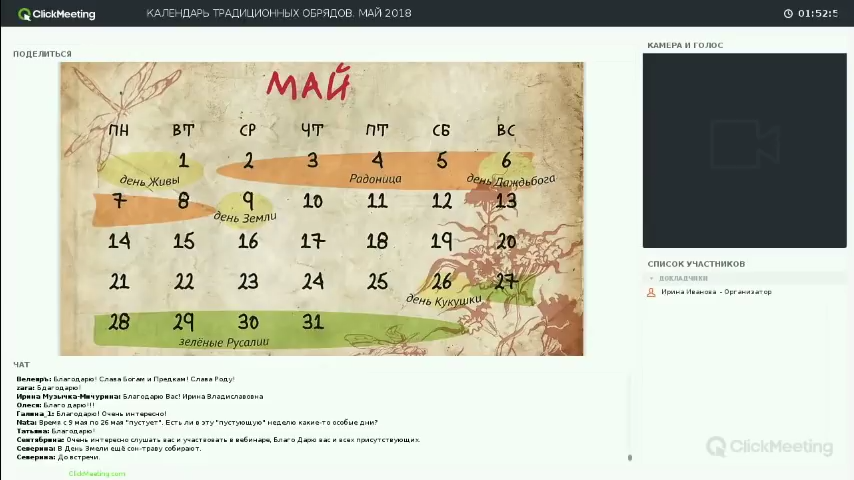 ClickMeeting
КАЛЕНДАРЬ ТРАДИЦИОННЫХ ОБРЯДОВ. МАЙ 2018
01:52:5
ПОДЕЛИТЬСЯ
МАЙ
ПН ВТ СР ЧТ ПТ СБ ВС
1 2 3 4 5 6
день Живы Радоница день Даждьбога
7 8 9 10 11 12 13
день Земли
14 15 16 17 18 19 20
21 22 23 24 25 26 27
день Кукушки
28 29 30 31
зелёные Русалии
КАМЕРА И ГОЛОС
СПИСОК УЧАСТНИКОВ
ДОКЛАДЧИКИ
Ирина Иванова - Организатор
ЧАТ
Велеяръ: Благодарю! Слава Богам и Предкам! Слава Роду!
zara: Бдагодарю!
Ирина Музычка-Мичурина: Благодарю Вас! Ирина Владиславовна
Олеся: Благо дарю!!!
Галина_1: Благодарю! Очень интересно!
Nata: Время с 9 мая по 26 мая "пустует". Есть ли в эту "пустующую" неделю какие-то особые дни?
Татьяна: Благодарю!
Сентябрина: Очень интересно слушать вас и участвовать в вебинаре, Благо Дарю вас и всех присутствующих.
Северина: В День Змели ещё сон-траву собирают.
Северина: До встречи.
ClickMeeting.com
ClickMeeting